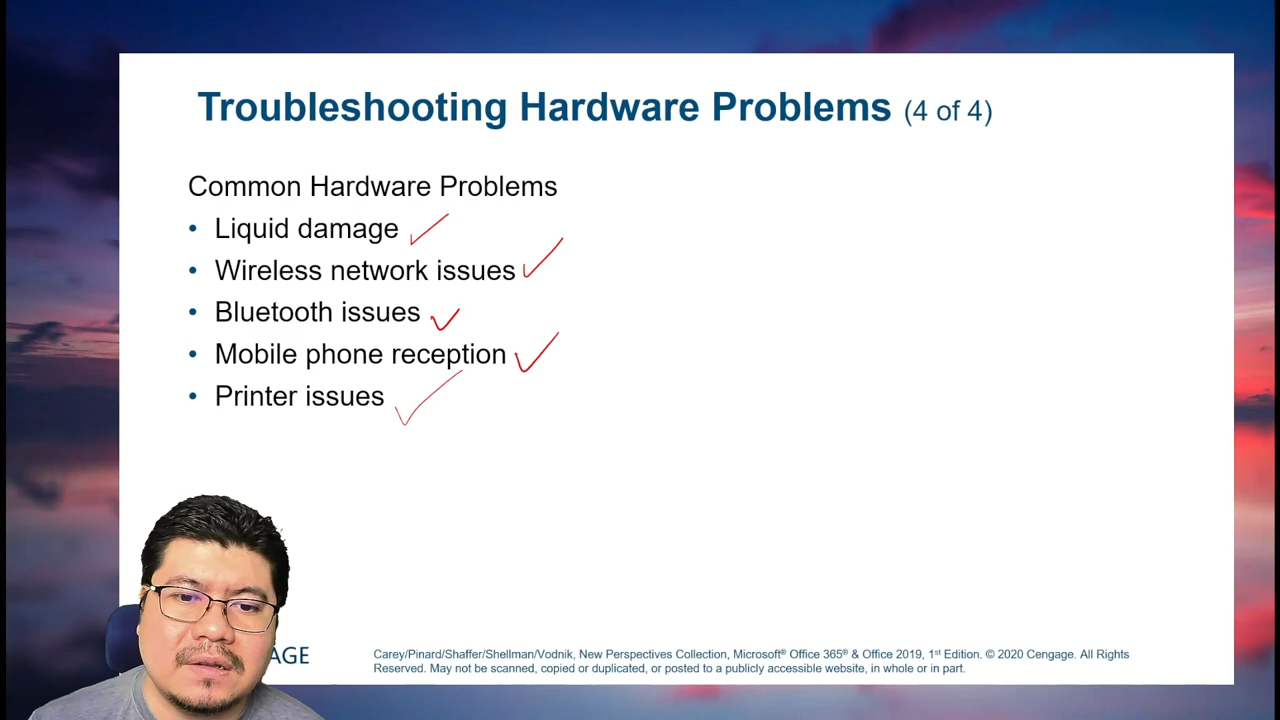 Troubleshooting Hardware Problems (4 of 4)
Common Hardware Problems
• Liquid damage
• Wireless network issues
• Bluetooth issues
• Mobile phone reception
• Printer issues
AGE
Carey/Pinard/Shaffer/Shellman/Vodnik, New Perspectives Collection, Microsoft® Office 365® & Office 2019, 1st Edition. © 2020 Cengage. All Rights
Reserved. May not be scanned, copied or duplicated, or posted to a publicly accessible website, in whole or in part.